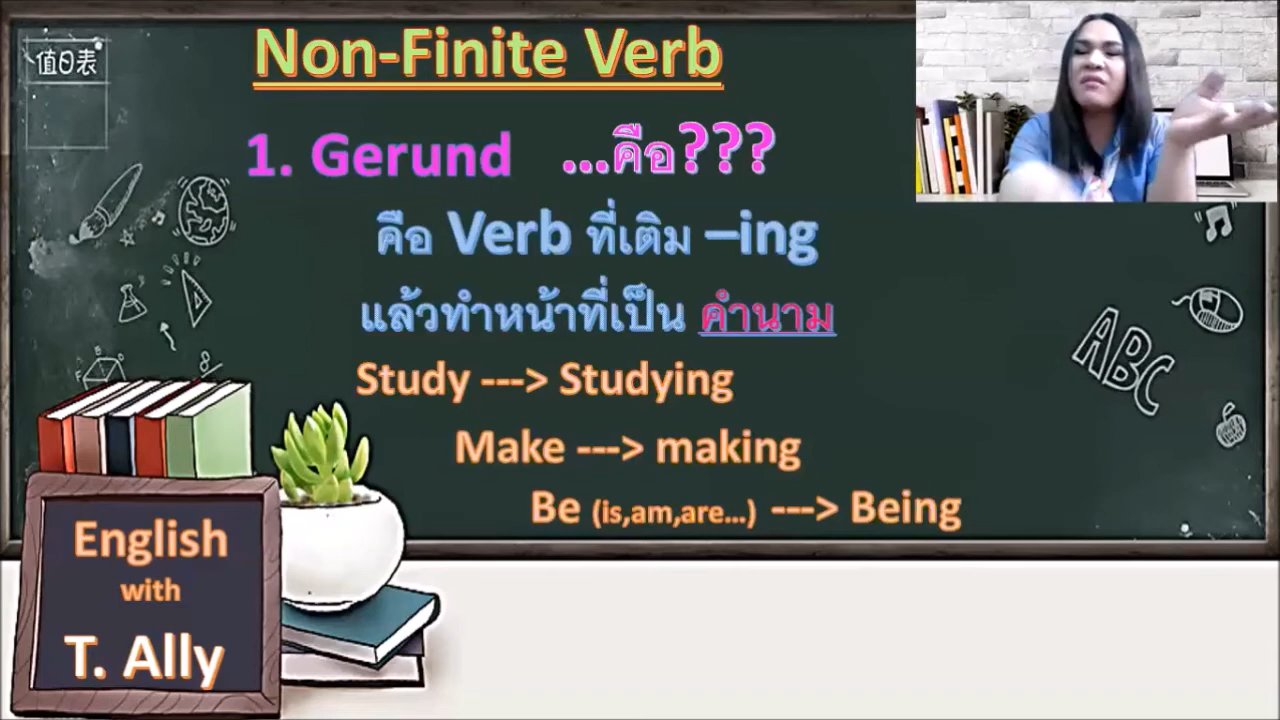 值日表
Non-Finite Verb
1. Gerund ...คือ???
คือ Verb ที่เติม –ing
แล้วทำหน้าที่เป็น คำนาม
Study ---> Studying
Make ---> making
Be (is,am,are...) ---> Being
ABC
English
with
T. Ally